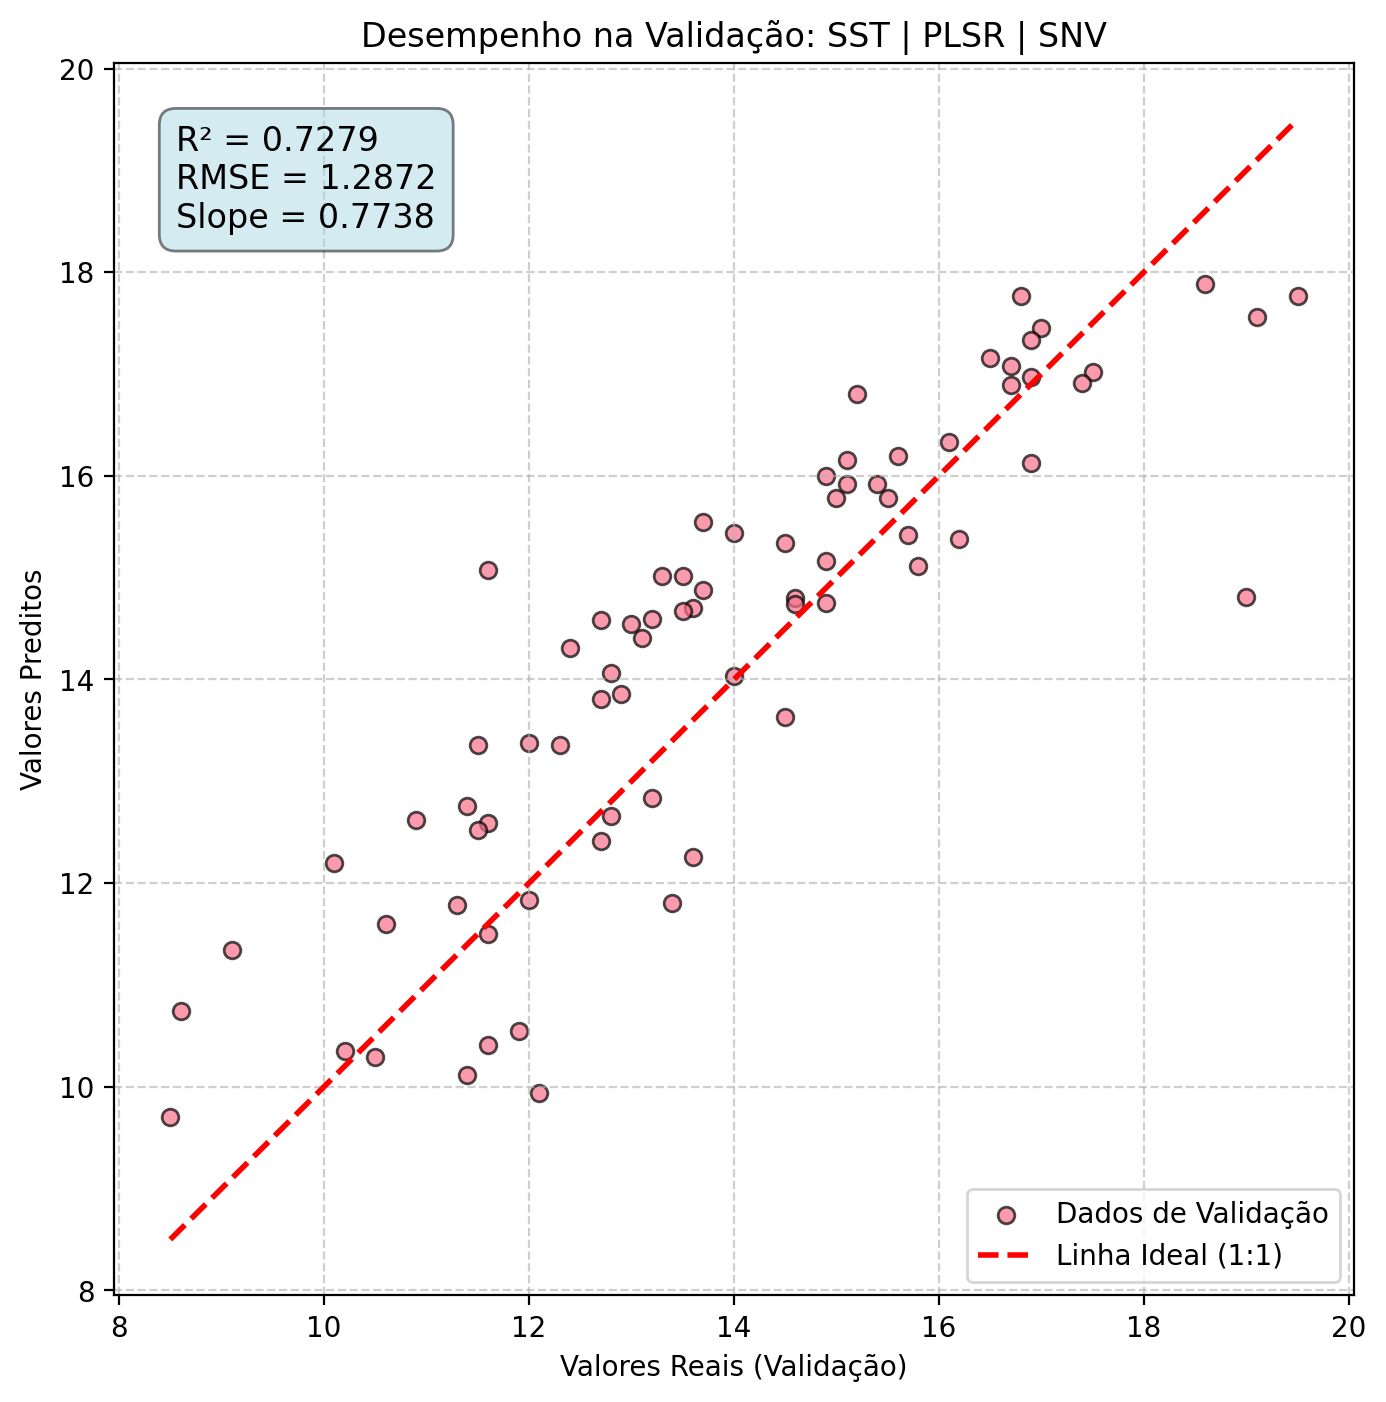 Desempenho na Validação: SST | PLSR | SNV
R² = 0.7279
RMSE = 1.2872
Slope = 0.7738
20
18
16
14
12
10
8
Valores Preditos
Dados de Validação
Linha Ideal (1:1)
8 10 12 14 16 18 20
Valores Reais (Validação)